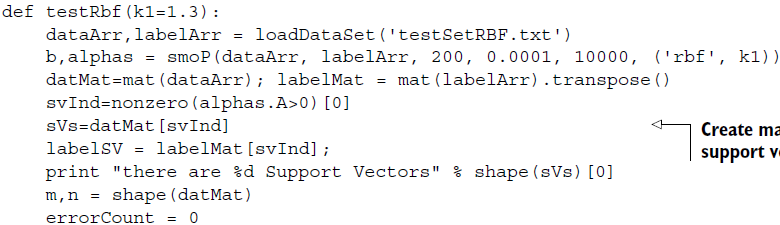 def testRbf(k1=1.3):
    dataArr,labelArr = loadDataSet('testSetRBF.txt')
    b,alphas = smoP(dataArr, labelArr, 200, 0.0001, 10000, ('rbf', k1))
    datMat=mat(dataArr); labelMat = mat(labelArr).transpose()
    svInd=nonzero(alphas.A>0)[0]
    sVs=datMat[svInd]
    labelSV = labelMat[svInd];
    print "there are %d Support Vectors" % shape(sVs)[0]
    m,n = shape(datMat)
    errorCount = 0
Create ma
support v